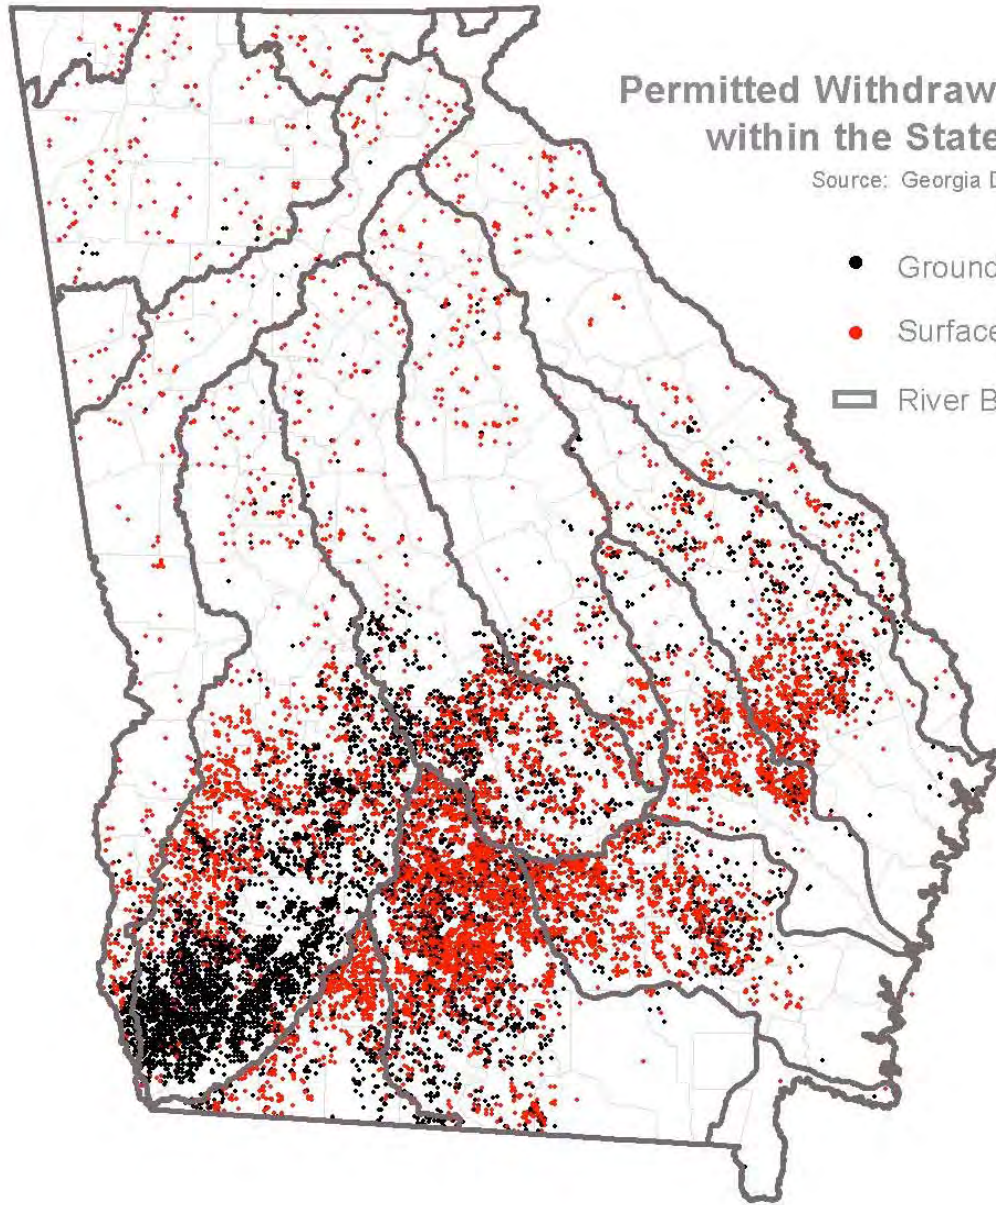 Permitted Withdraw
within the State
Source: Georgia D
Ground
Surface
River B